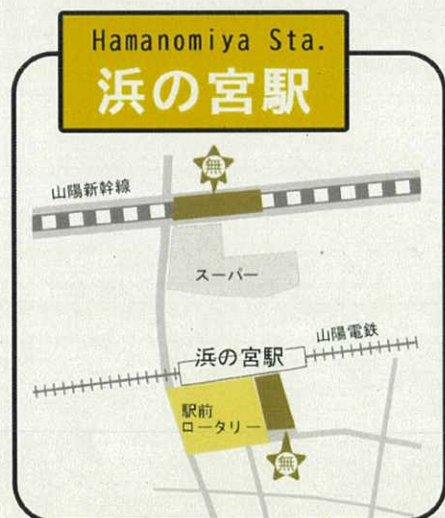 Hamanomiya Sta.
浜の宮駅
無
山陽新幹線
スーパー
山陽電鉄
浜の宮駅
駅前
ロータリー
無